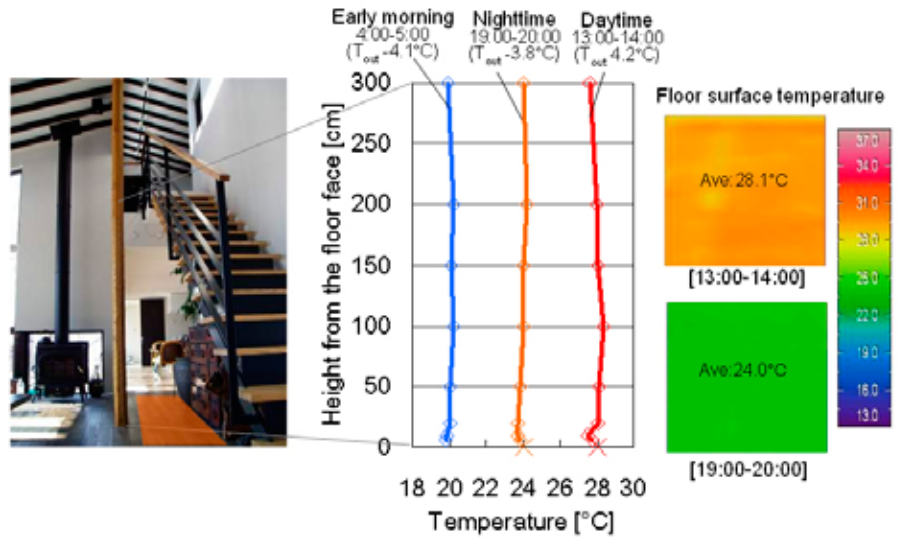 Early morning
4:00-5:00
(Tout -4.1°C)
Nighttime
19:00-20:00
(Tout -3.8°C)
Daytime
13:00-14:00
(Tout 4.2°C)
Height from the floor face [cm]
300
250
200
150
100
50
0
18 20 22 24 26 28 30
Temperature [°C]
Floor surface temperature
Ave:28.1°C
[13:00-14:00]
Ave:24.0°C
[19:00-20:00]
37.0
34.0
31.0
28.0
25.0
22.0
19.0
16.0
13.0